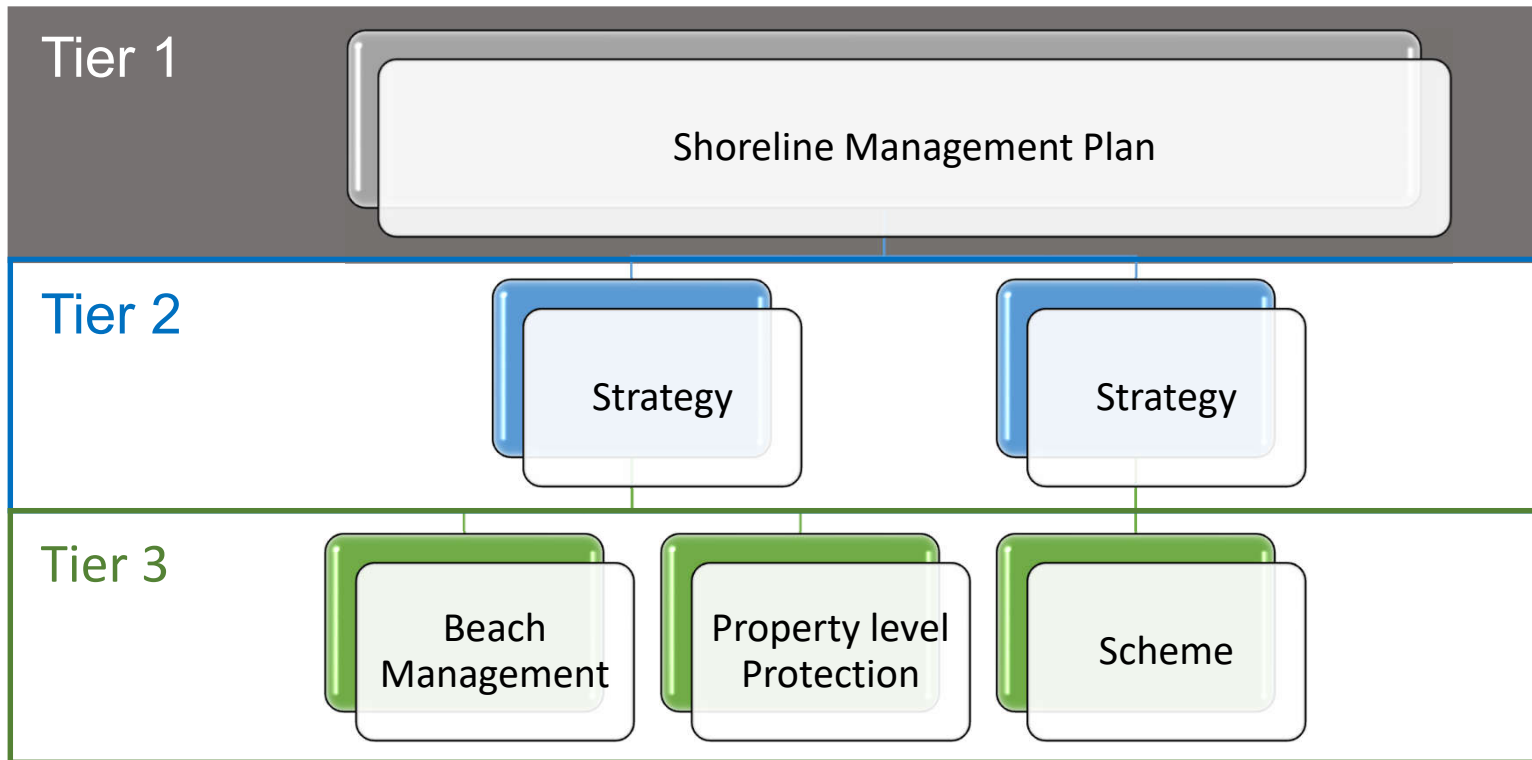 Tier 1
Shoreline Management Plan
Tier 2
Strategy
Strategy
Tier 3
Beach
Management
Property level
Protection
Scheme